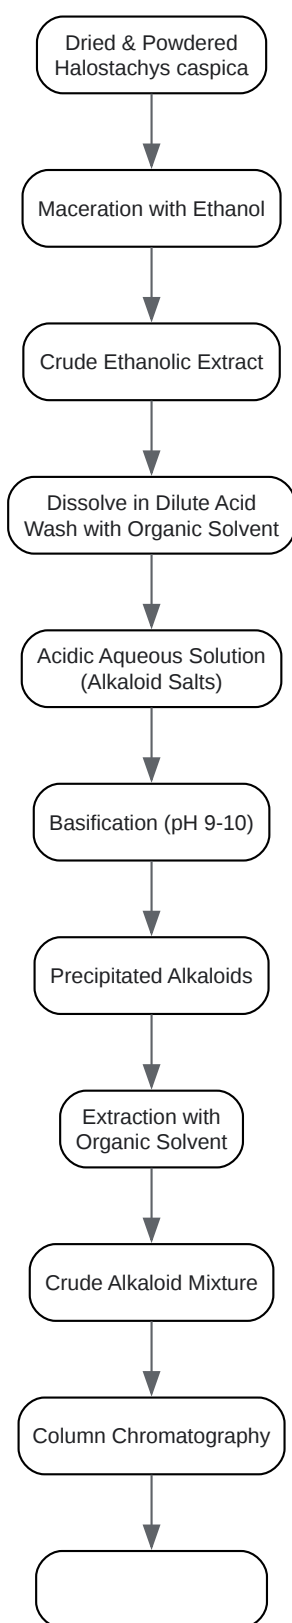 Dried & Powdered
Halostachys caspica
Maceration with Ethanol
Crude Ethanolic Extract
Dissolve in Dilute Acid
Wash with Organic Solvent
Acidic Aqueous Solution
(Alkaloid Salts)
Basification (pH 9-10)
Precipitated Alkaloids
Extraction with
Organic Solvent
Crude Alkaloid Mixture
Column Chromatography